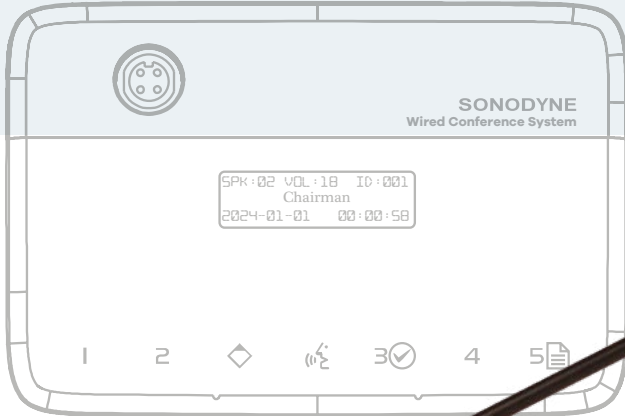 SONODYNE
Wired Conference System
SPK:02 VOL:18 ID:001
Chairman
2024-01-01 00:00:58
1 2 3 4 5